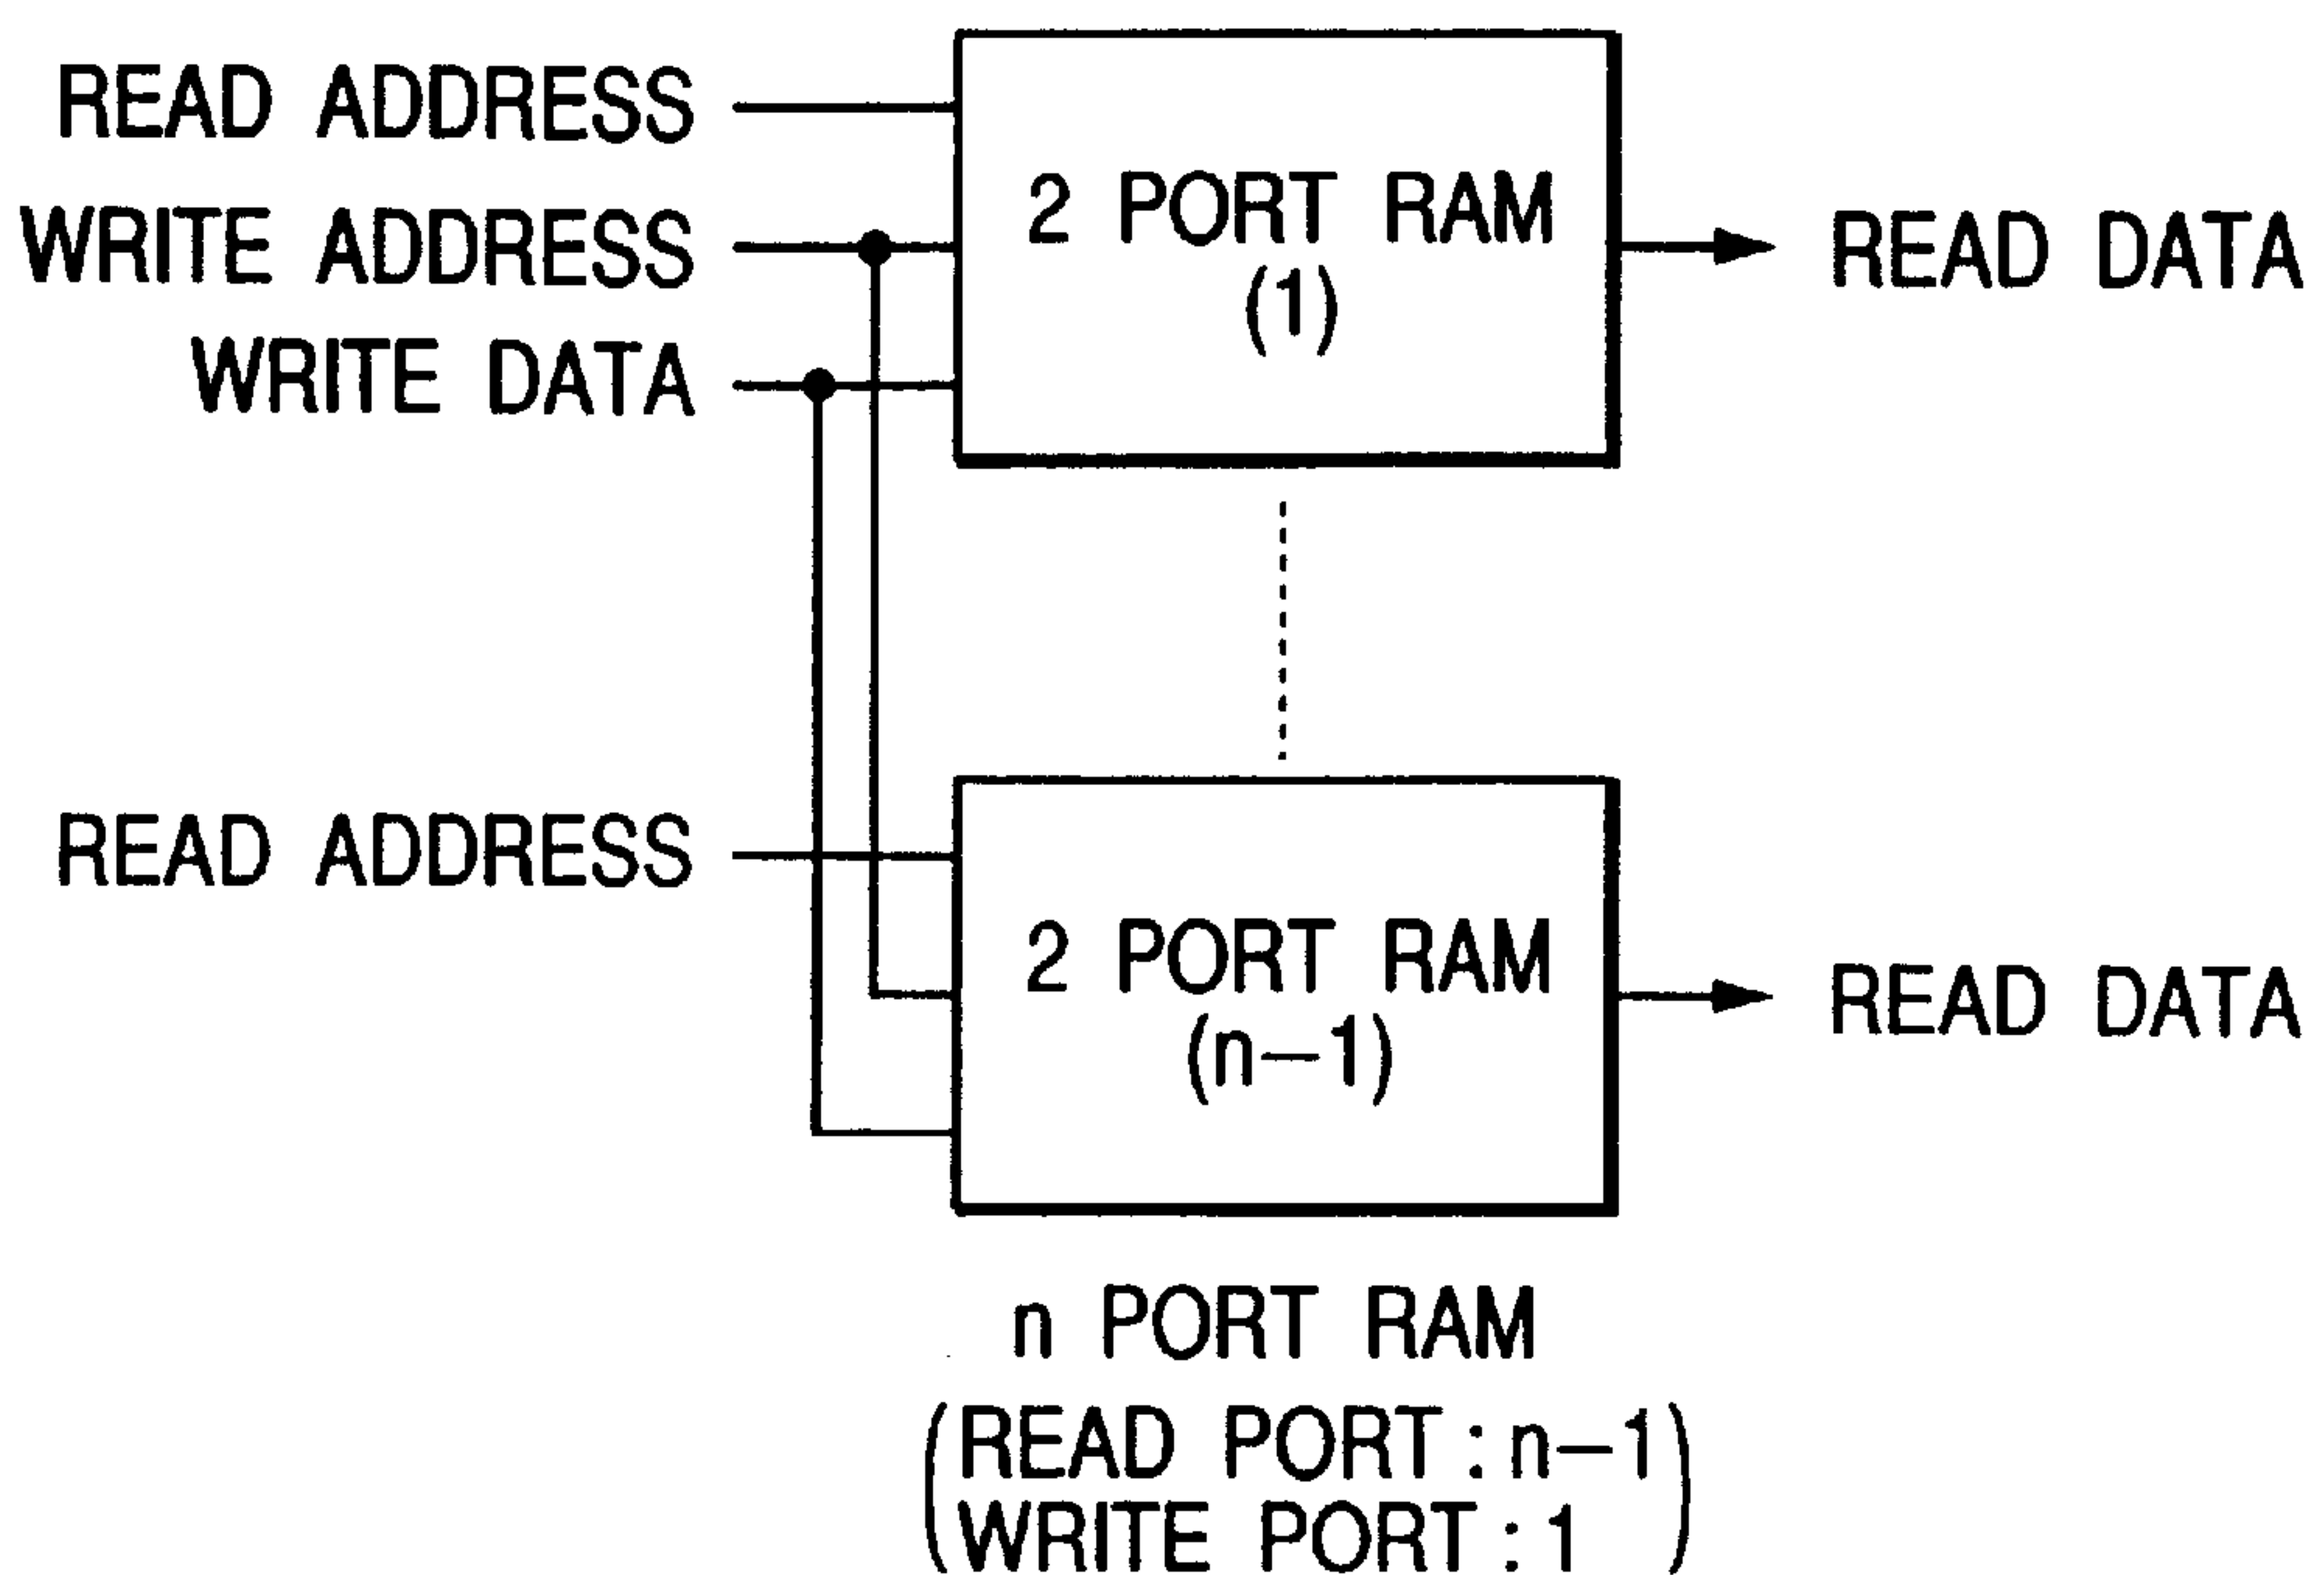 READ ADDRESS
WRITE ADDRESS
WRITE DATA
2 PORT RAM
(1)
READ DATA
READ ADDRESS
2 PORT RAM
(n—1)
READ DATA
n PORT RAM
(READ PORT:n—1
WRITE PORT:1)